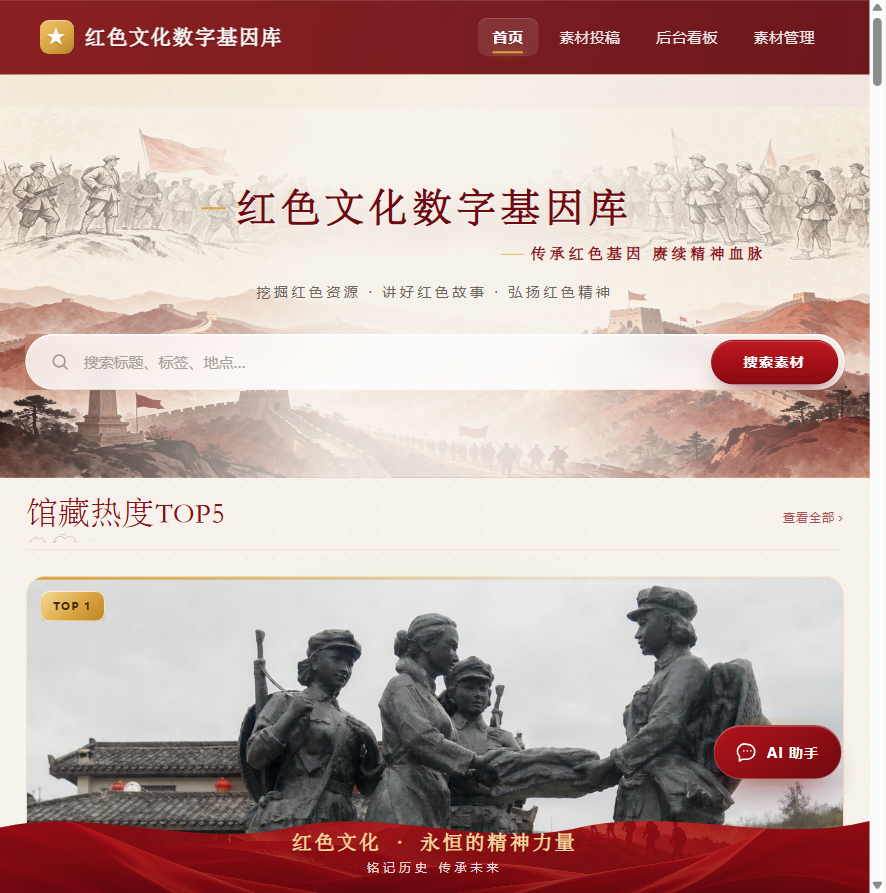 红色文化数字基因库
首页 素材投稿 后台看板 素材管理
红色文化数字基因库
传承红色基因 赓续精神血脉
挖掘红色资源 · 讲好红色故事 · 弘扬红色精神
搜索标题、标签、地点... 搜索素材
馆藏热度TOP5 查看全部 ›
TOP 1
AI 助手
红色文化 · 永恒的精神力量
铭记历史 传承未来